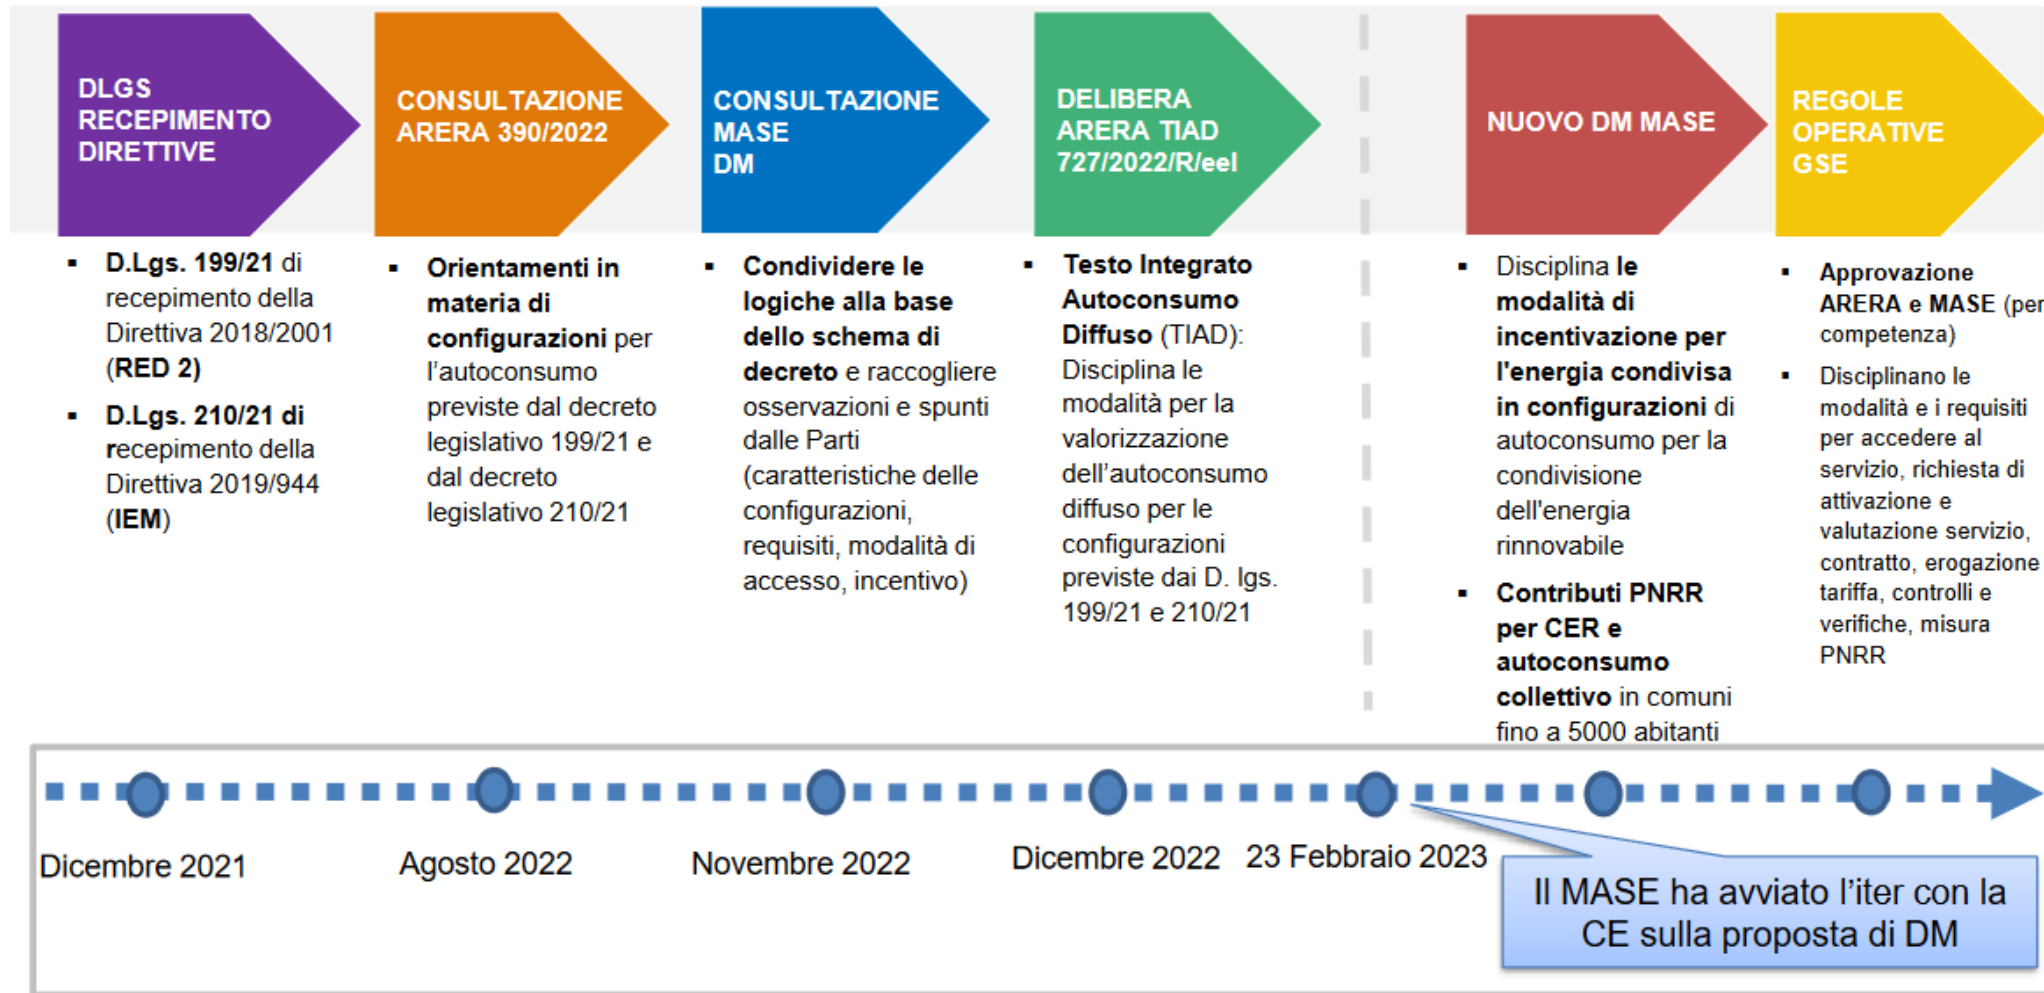 DLGS
RECEPIMENTO
DIRETTIVE
▪ D.Lgs. 199/21 di
recepimento della
Direttiva 2018/2001
(RED 2)
▪ D.Lgs. 210/21 di
recepimento della
Direttiva 2019/944
(IEM)
CONSULTAZIONE
ARERA 390/2022
▪ Orientamenti in
materia di
configurazioni per
l’autoconsumo
previste dal decreto
legislativo 199/21 e
dal decreto
legislativo 210/21
CONSULTAZIONE
MASE
DM
▪ Condividere le
logiche alla base
dello schema di
decreto e raccogliere
osservazioni e spunti
dalle Parti
(caratteristiche delle
configurazioni,
requisiti, modalità di
accesso, incentivo)
DELIBERA
ARERA TIAD
727/2022/R/eel
▪ Testo Integrato
Autoconsumo
Diffuso (TIAD):
Disciplina le
modalità per la
valorizzazione
dell’autoconsumo
diffuso per le
configurazioni
previste dai D. lgs.
199/21 e 210/21
NUOVO DM MASE
▪ Disciplina le
modalità di
incentivazione per
l'energia condivisa
in configurazioni di
autoconsumo per la
condivisione
dell'energia
rinnovabile
▪ Contributi PNRR
per CER e
autoconsumo
collettivo in comuni
fino a 5000 abitanti
REGOLE
OPERATIVE
GSE
▪ Approvazione
ARERA e MASE (per
competenza)
▪ Disciplinano le
modalità e i requisiti
per accedere al
servizio, richiesta di
attivazione e
valutazione servizio,
contratto, erogazione
tariffa, controlli e
verifiche, misura
PNRR
Dicembre 2021
Agosto 2022
Novembre 2022
Dicembre 2022
23 Febbraio 2023
Il MASE ha avviato l’iter con la
CE sulla proposta di DM